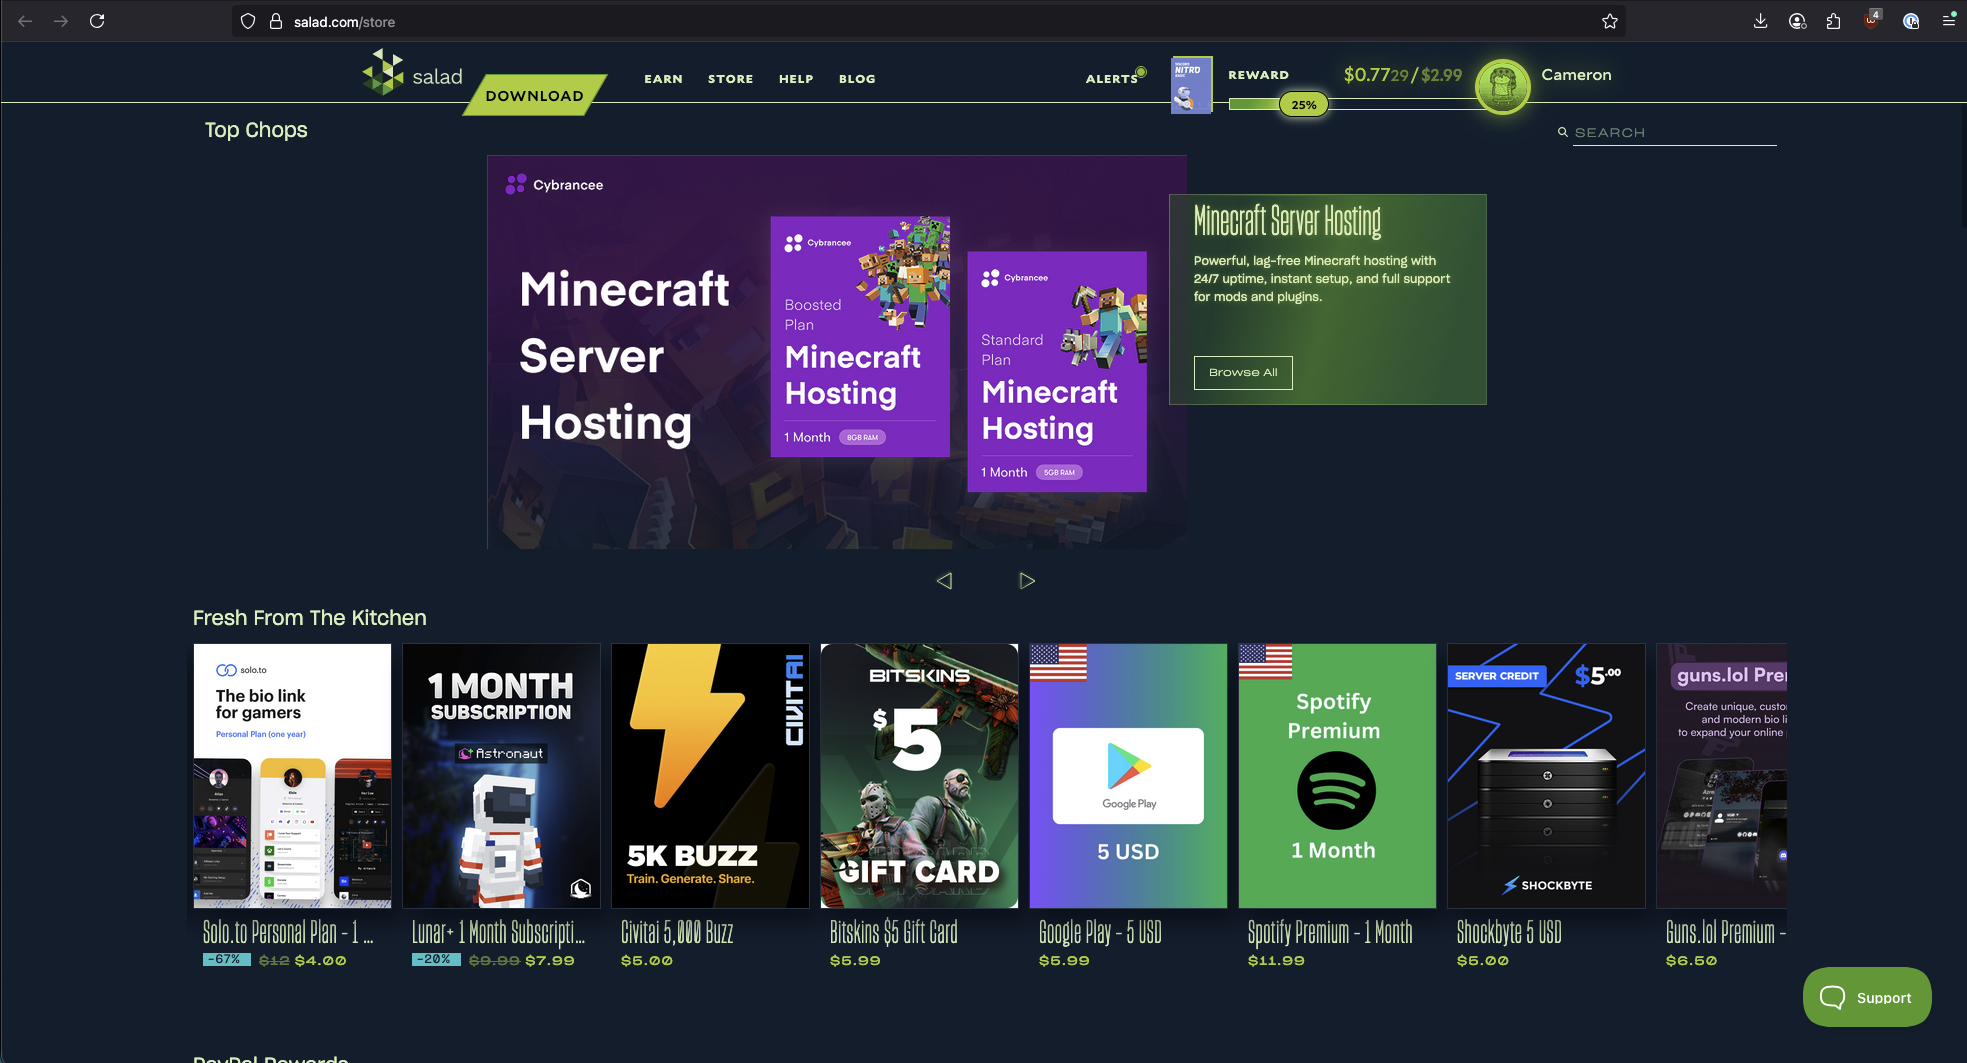 salad.com/store
4
salad
DOWNLOAD
EARN
STORE
HELP
BLOG
ALERTS
NITRO
REWARD
$0.7729/$2.99
25%
Cameron
Top Chops
SEARCH
Cybrancee
Minecraft
Server
Hosting
Cybrancee
Boosted
Plan
Minecraft
Hosting
1 Month
8GB RAM
Cybrancee
Standard
Plan
Minecraft
Hosting
1 Month
5GB RAM
Minecraft Server Hosting
Powerful, lag-free Minecraft hosting with
24/7 uptime, instant setup, and full support
for mods and plugins.
Browse All
Fresh From The Kitchen
solo.to
The bio link
for gamers
Personal Plan (one year)
1 MONTH
SUBSCRIPTION
Astronaut
CIVITAI
5K BUZZ
Train. Generate. Share.
BITSKINS
$5
GIFT CARD
Google Play
5 USD
Spotify
Premium
1 Month
SERVER CREDIT
$5.00
SHOCKBYTE
guns.lol Prer
Create unique, custo
and modern bio li
to expand your online
Solo.to Personal Plan - 1 ...
-67% $12 $4.00
Lunar+ 1 Month Subscripti...
-20% $9.99 $7.99
Civitai 5,000 Buzz
$5.00
Bitskins $5 Gift Card
$5.99
Google Play - 5 USD
$5.99
Spotify Premium - 1 Month
$11.99
Shockbyte 5 USD
$5.00
Guns.lol Premium -
$6.50
Support
PayPal Rewards